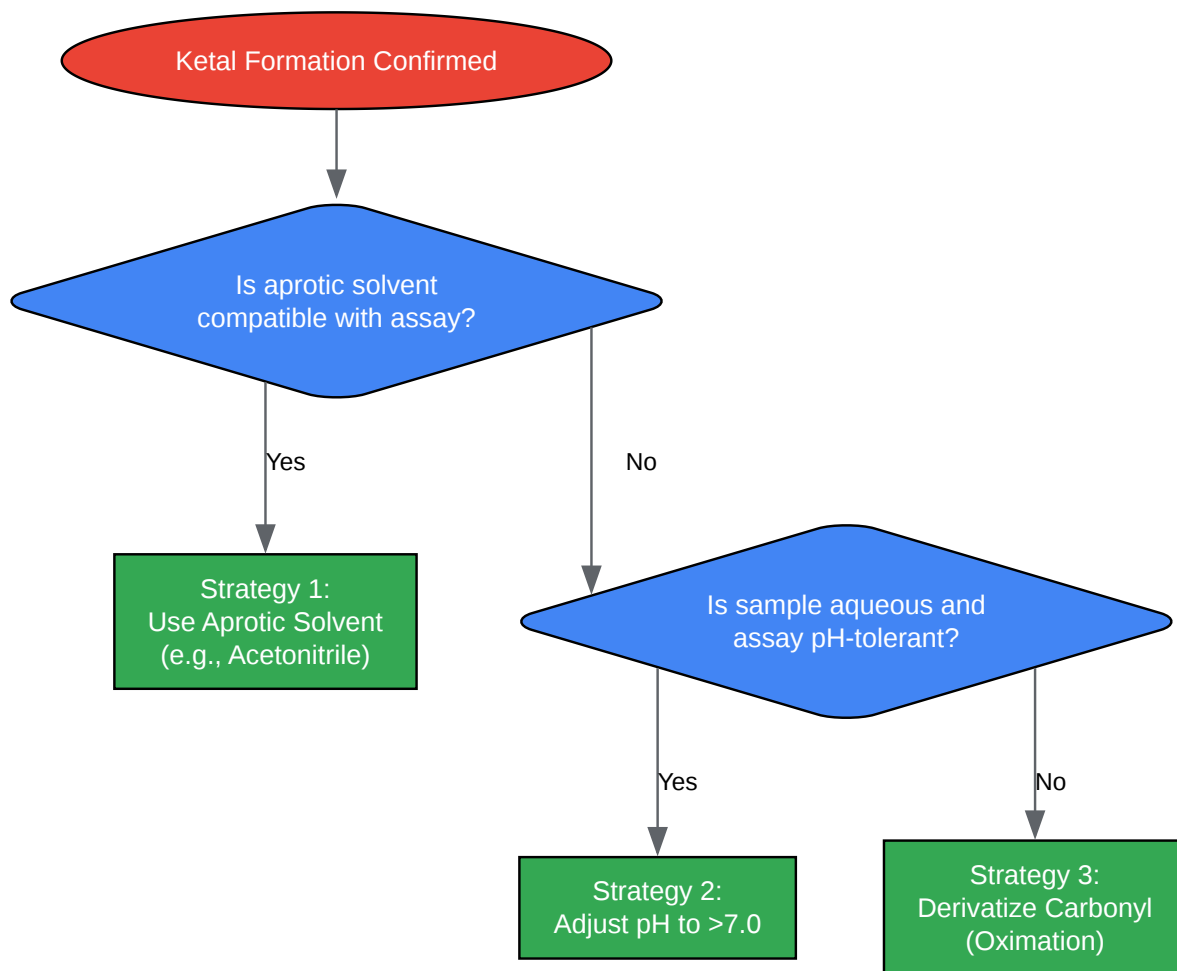 Ketal Formation Confirmed
Is aprotic solvent
compatible with assay?
Yes
No
Strategy 1:
Use Aprotic Solvent
(e.g., Acetonitrile)
Is sample aqueous and
assay pH-tolerant?
Yes
No
Strategy 2:
Adjust pH to >7.0
Strategy 3:
Derivatize Carbonyl
(Oximation)